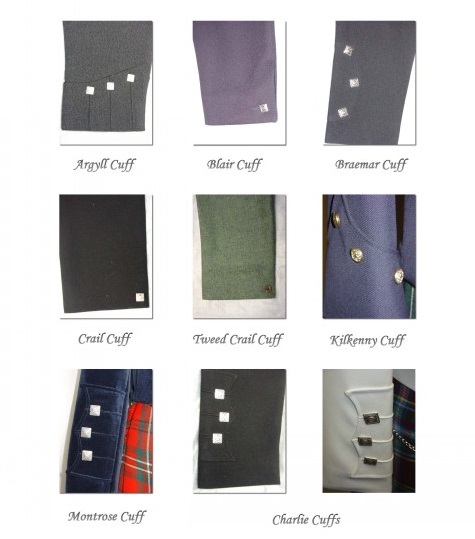 Argyll Cuff
Blair Cuff
Braemar Cuff
Crail Cuff
Tweed Crail Cuff
Kilkenny Cuff
Montrose Cuff
Charlie Cuffs